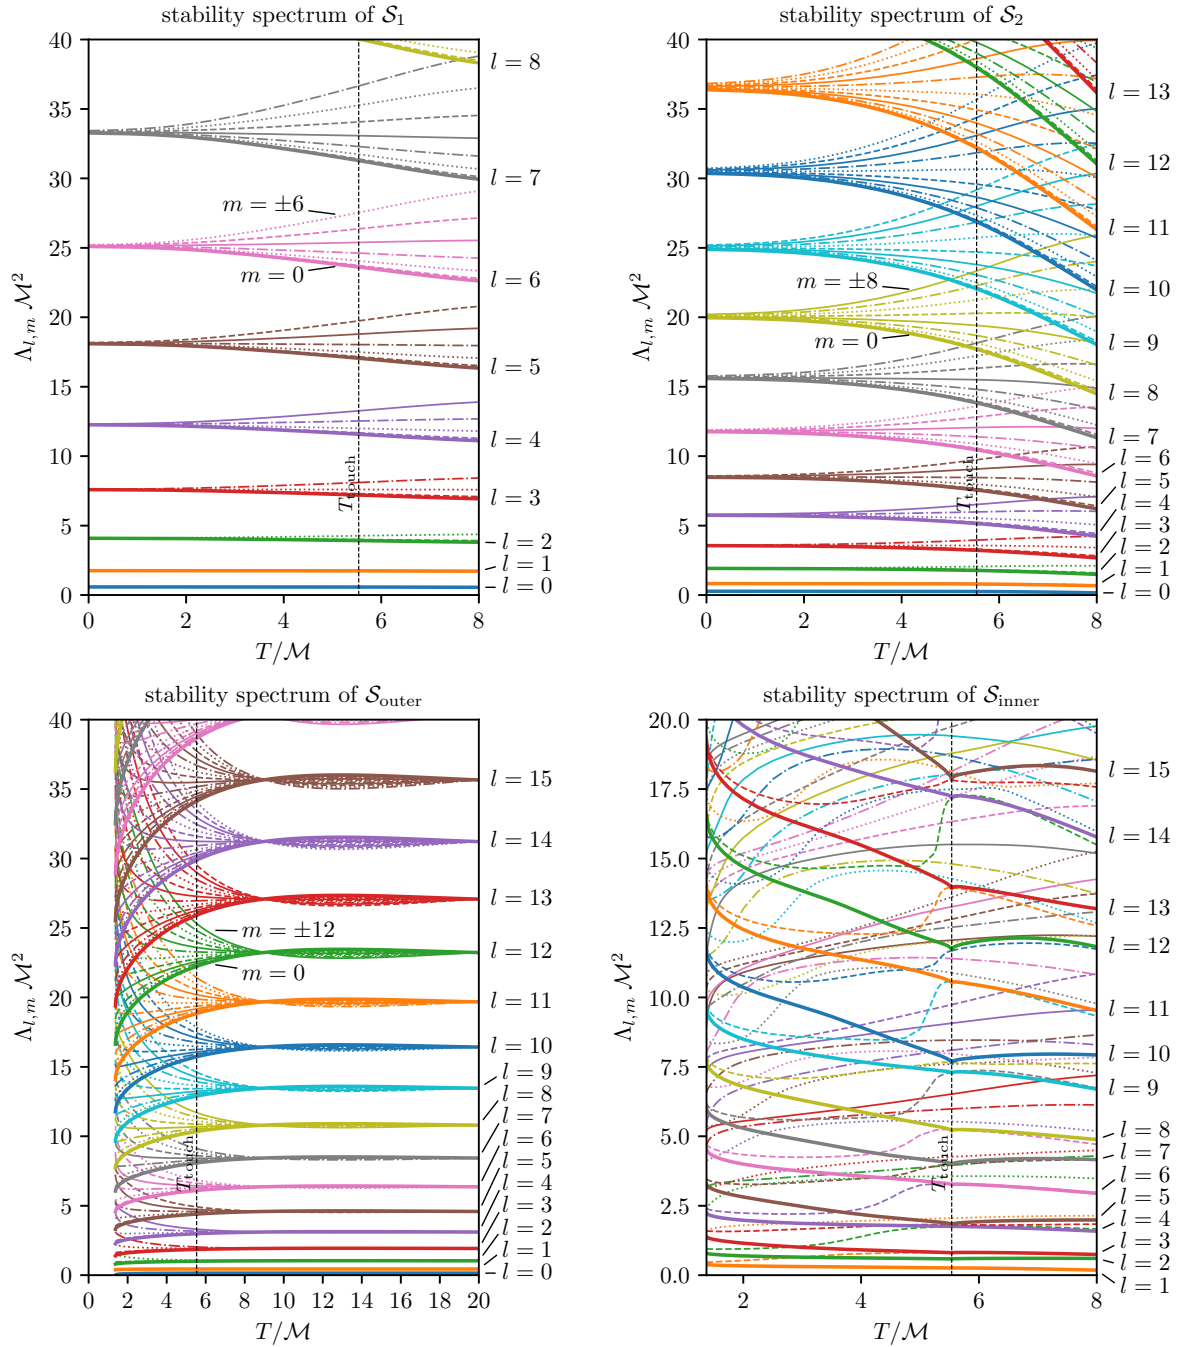 stability spectrum of 𝒮₁
40
35
30
25
20
15
10
5
0
Λ_{l,m} ℳ²
m = ±6
m = 0
T_touch
l = 8
l = 7
l = 6
l = 5
l = 4
l = 3
l = 2
l = 1
l = 0
0 2 4 6 8
T/ℳ
stability spectrum of 𝒮₂
40
35
30
25
20
15
10
5
0
m = ±8
m = 0
T_touch
l = 13
l = 12
l = 11
l = 10
l = 9
l = 8
l = 7
l = 6
l = 5
l = 4
l = 3
l = 2
l = 1
l = 0
0 2 4 6 8
T/ℳ
stability spectrum of 𝒮_outer
40
35
30
25
20
15
10
5
0
Λ_{l,m} ℳ²
m = ±12
m = 0
T_touch
l = 15
l = 14
l = 13
l = 12
l = 11
l = 10
l = 9
l = 8
l = 7
l = 6
l = 5
l = 4
l = 3
l = 2
l = 1
l = 0
0 2 4 6 8 10 12 14 16 18 20
T/ℳ
stability spectrum of 𝒮_inner
20.0
17.5
15.0
12.5
10.0
7.5
5.0
2.5
0.0
Λ_{l,m} ℳ²
T_touch
l = 15
l = 14
l = 13
l = 12
l = 11
l = 10
l = 9
l = 8
l = 7
l = 6
l = 5
l = 4
l = 3
l = 2
l = 1
2 4 6 8
T/ℳ